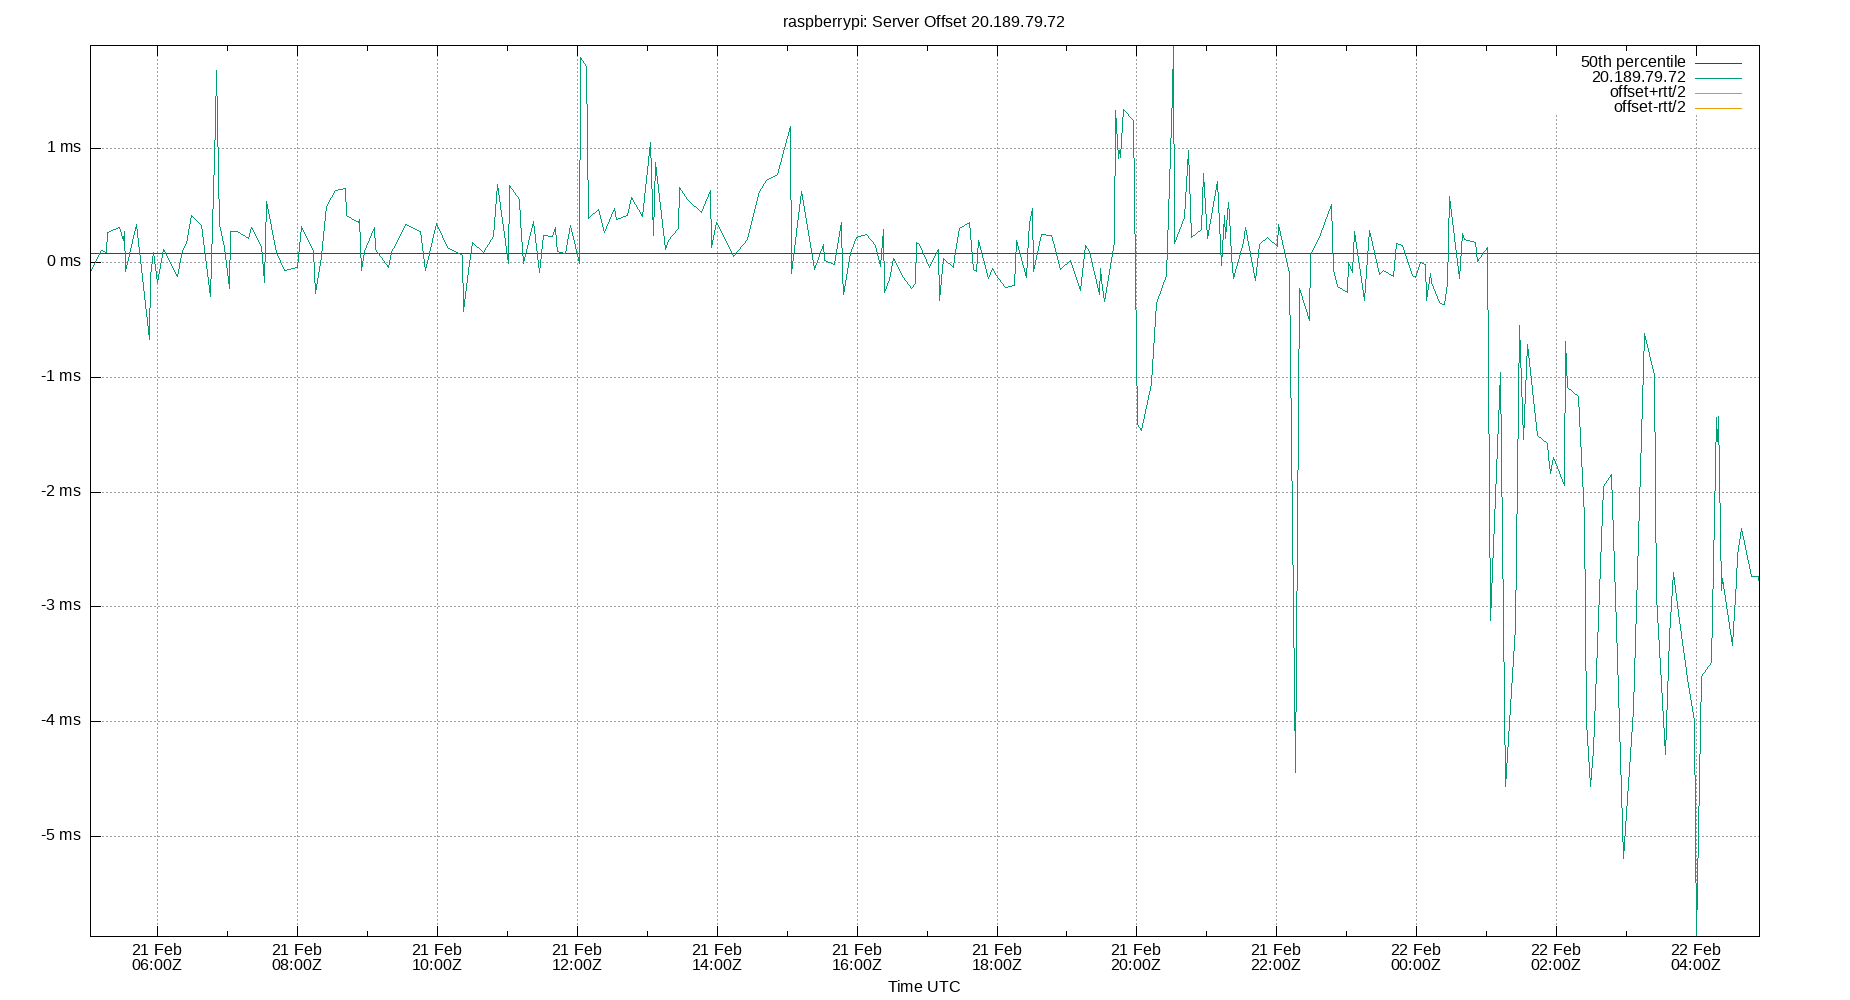 raspberrypi: Server Offset 20.189.79.72
50th percentile
20.189.79.72
offset+rtt/2
offset-rtt/2
1 ms
0 ms
-1 ms
-2 ms
-3 ms
-4 ms
-5 ms
21 Feb 21 Feb 21 Feb 21 Feb 21 Feb 21 Feb 21 Feb 21 Feb 21 Feb 22 Feb 22 Feb 22 Feb
06:00Z 08:00Z 10:00Z 12:00Z 14:00Z 16:00Z 18:00Z 20:00Z 22:00Z 00:00Z 02:00Z 04:00Z
Time UTC